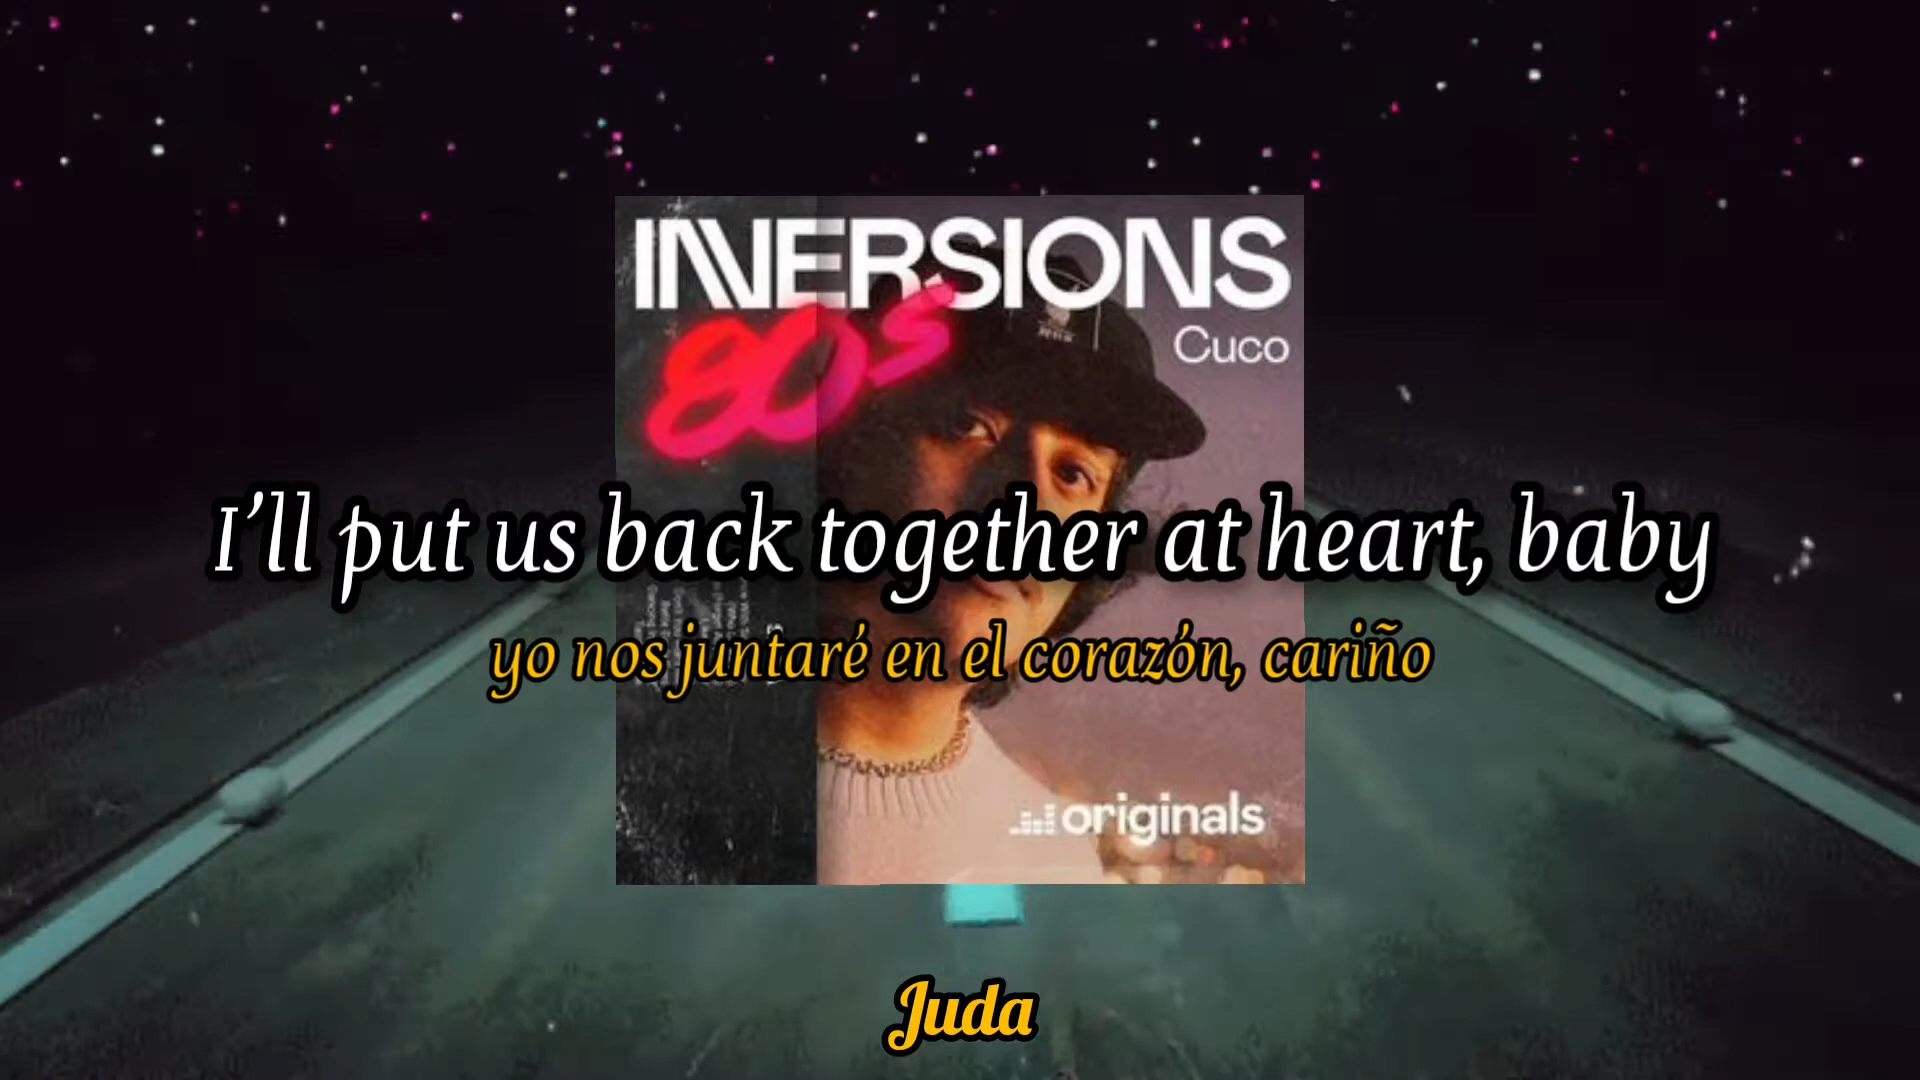 INVERSIONS
80s
Cuco
I'll put us back together at heart, baby
yo nos juntaré en el corazón, cariño
originals
Juda